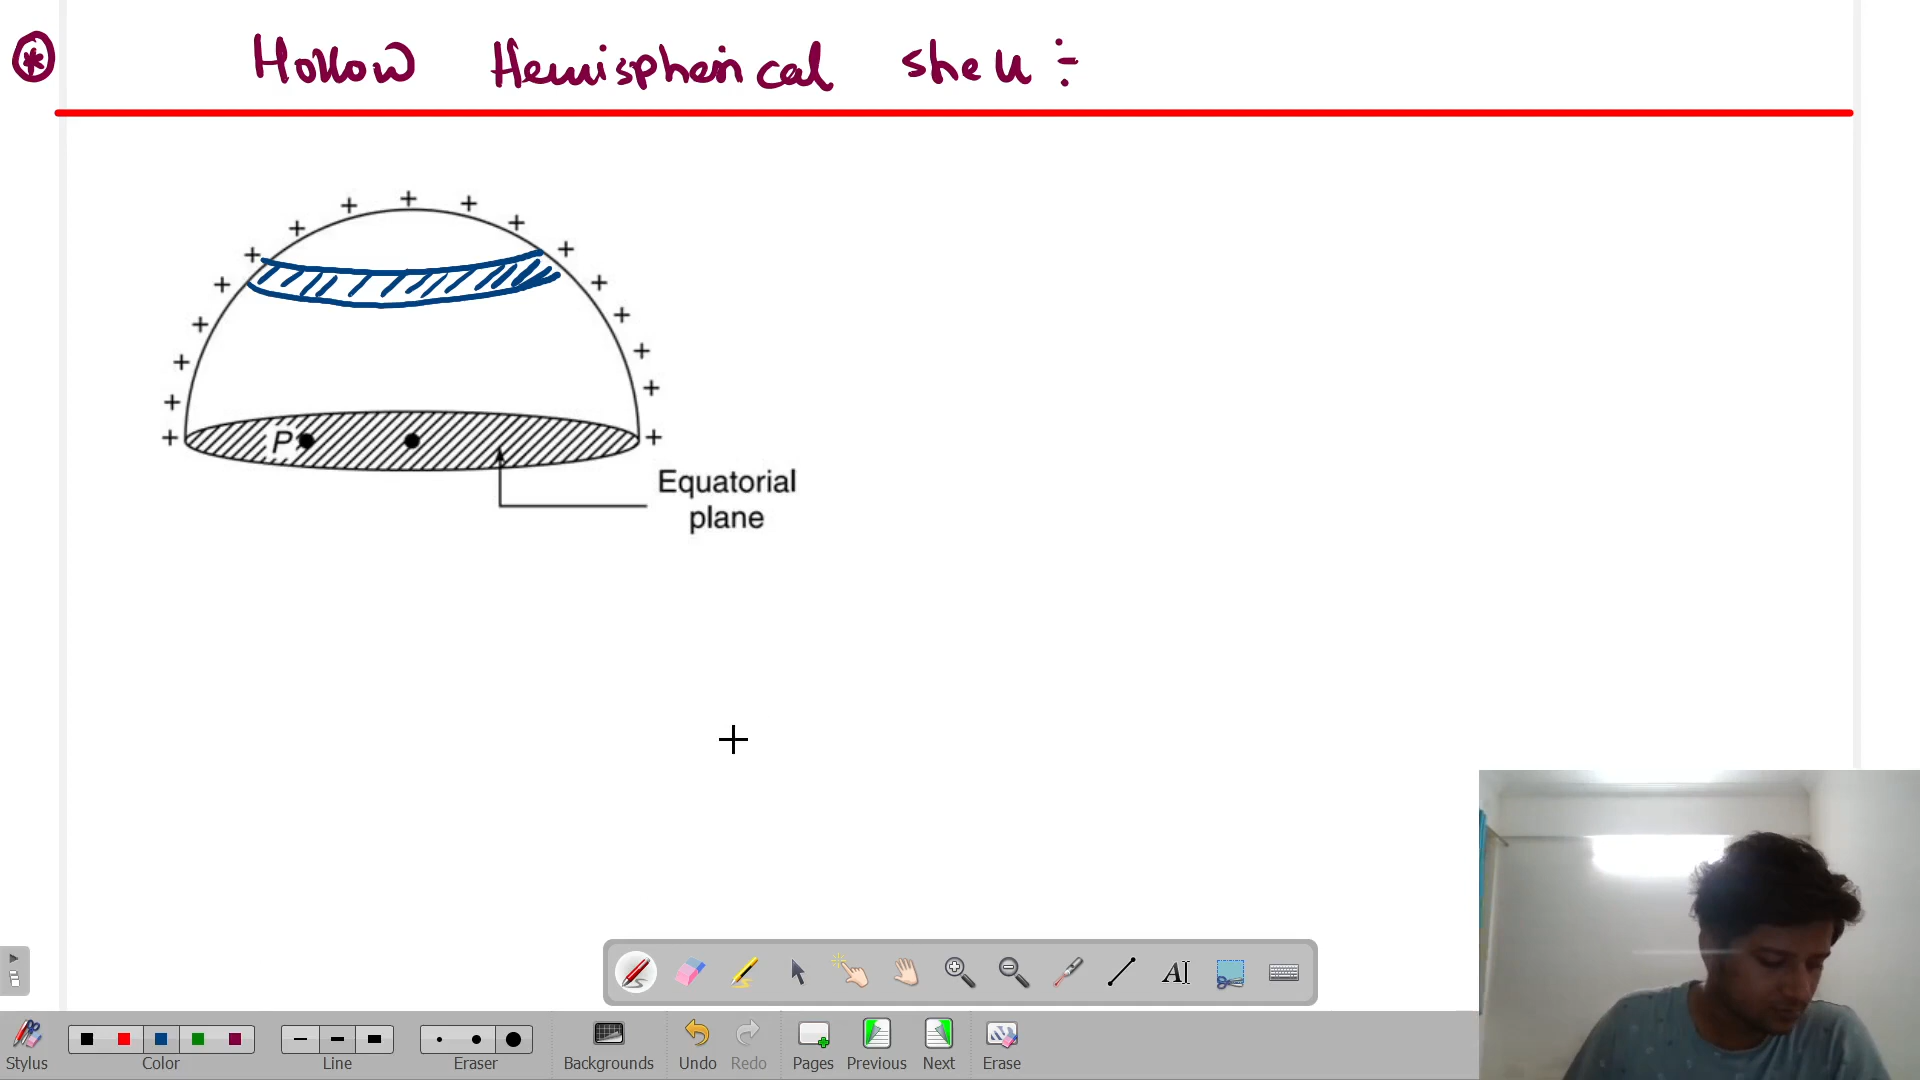 ⊛ Hollow Hemispherical shell ÷
P
Equatorial
plane
Stylus Color Line Eraser Backgrounds Undo Redo Pages Previous Next Erase